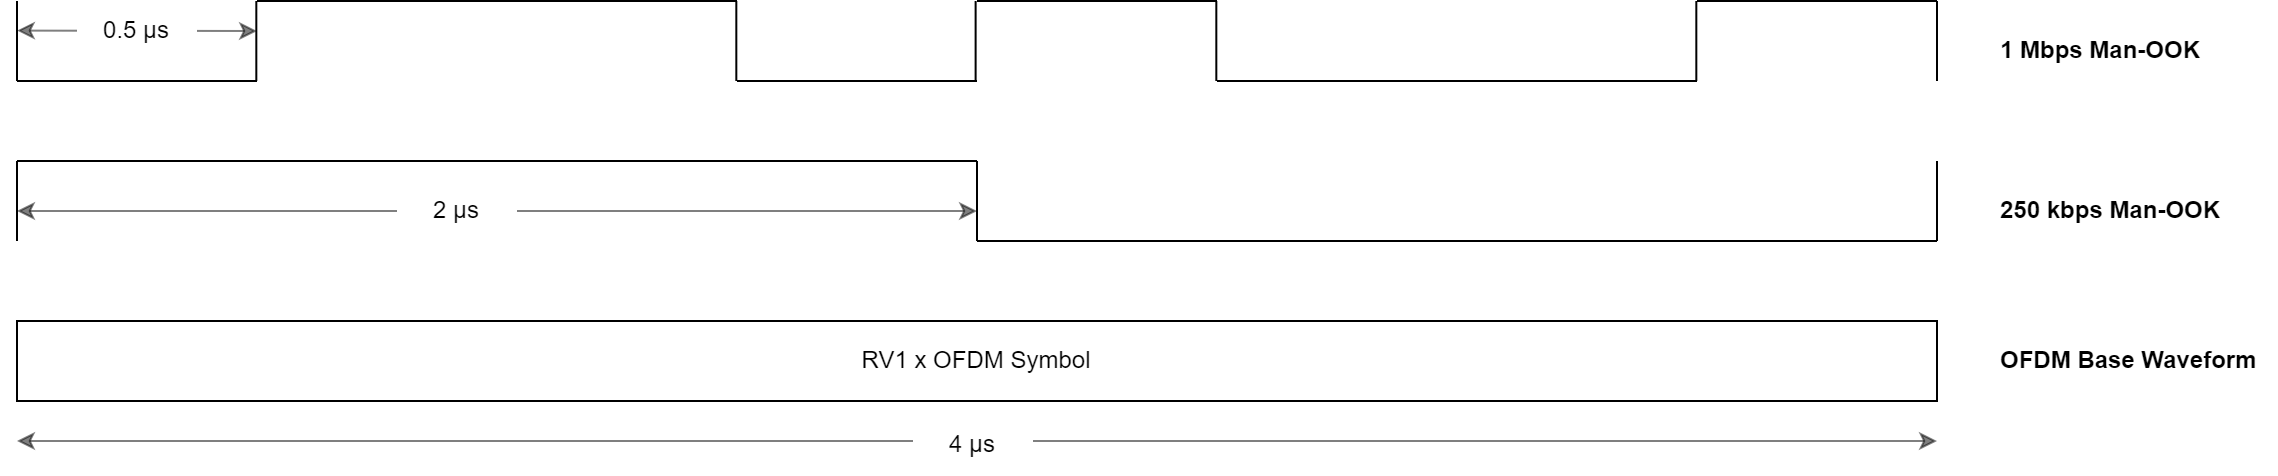 0.5 µs
1 Mbps Man-OOK
2 µs
250 kbps Man-OOK
RV1 x OFDM Symbol
OFDM Base Waveform
4 µs